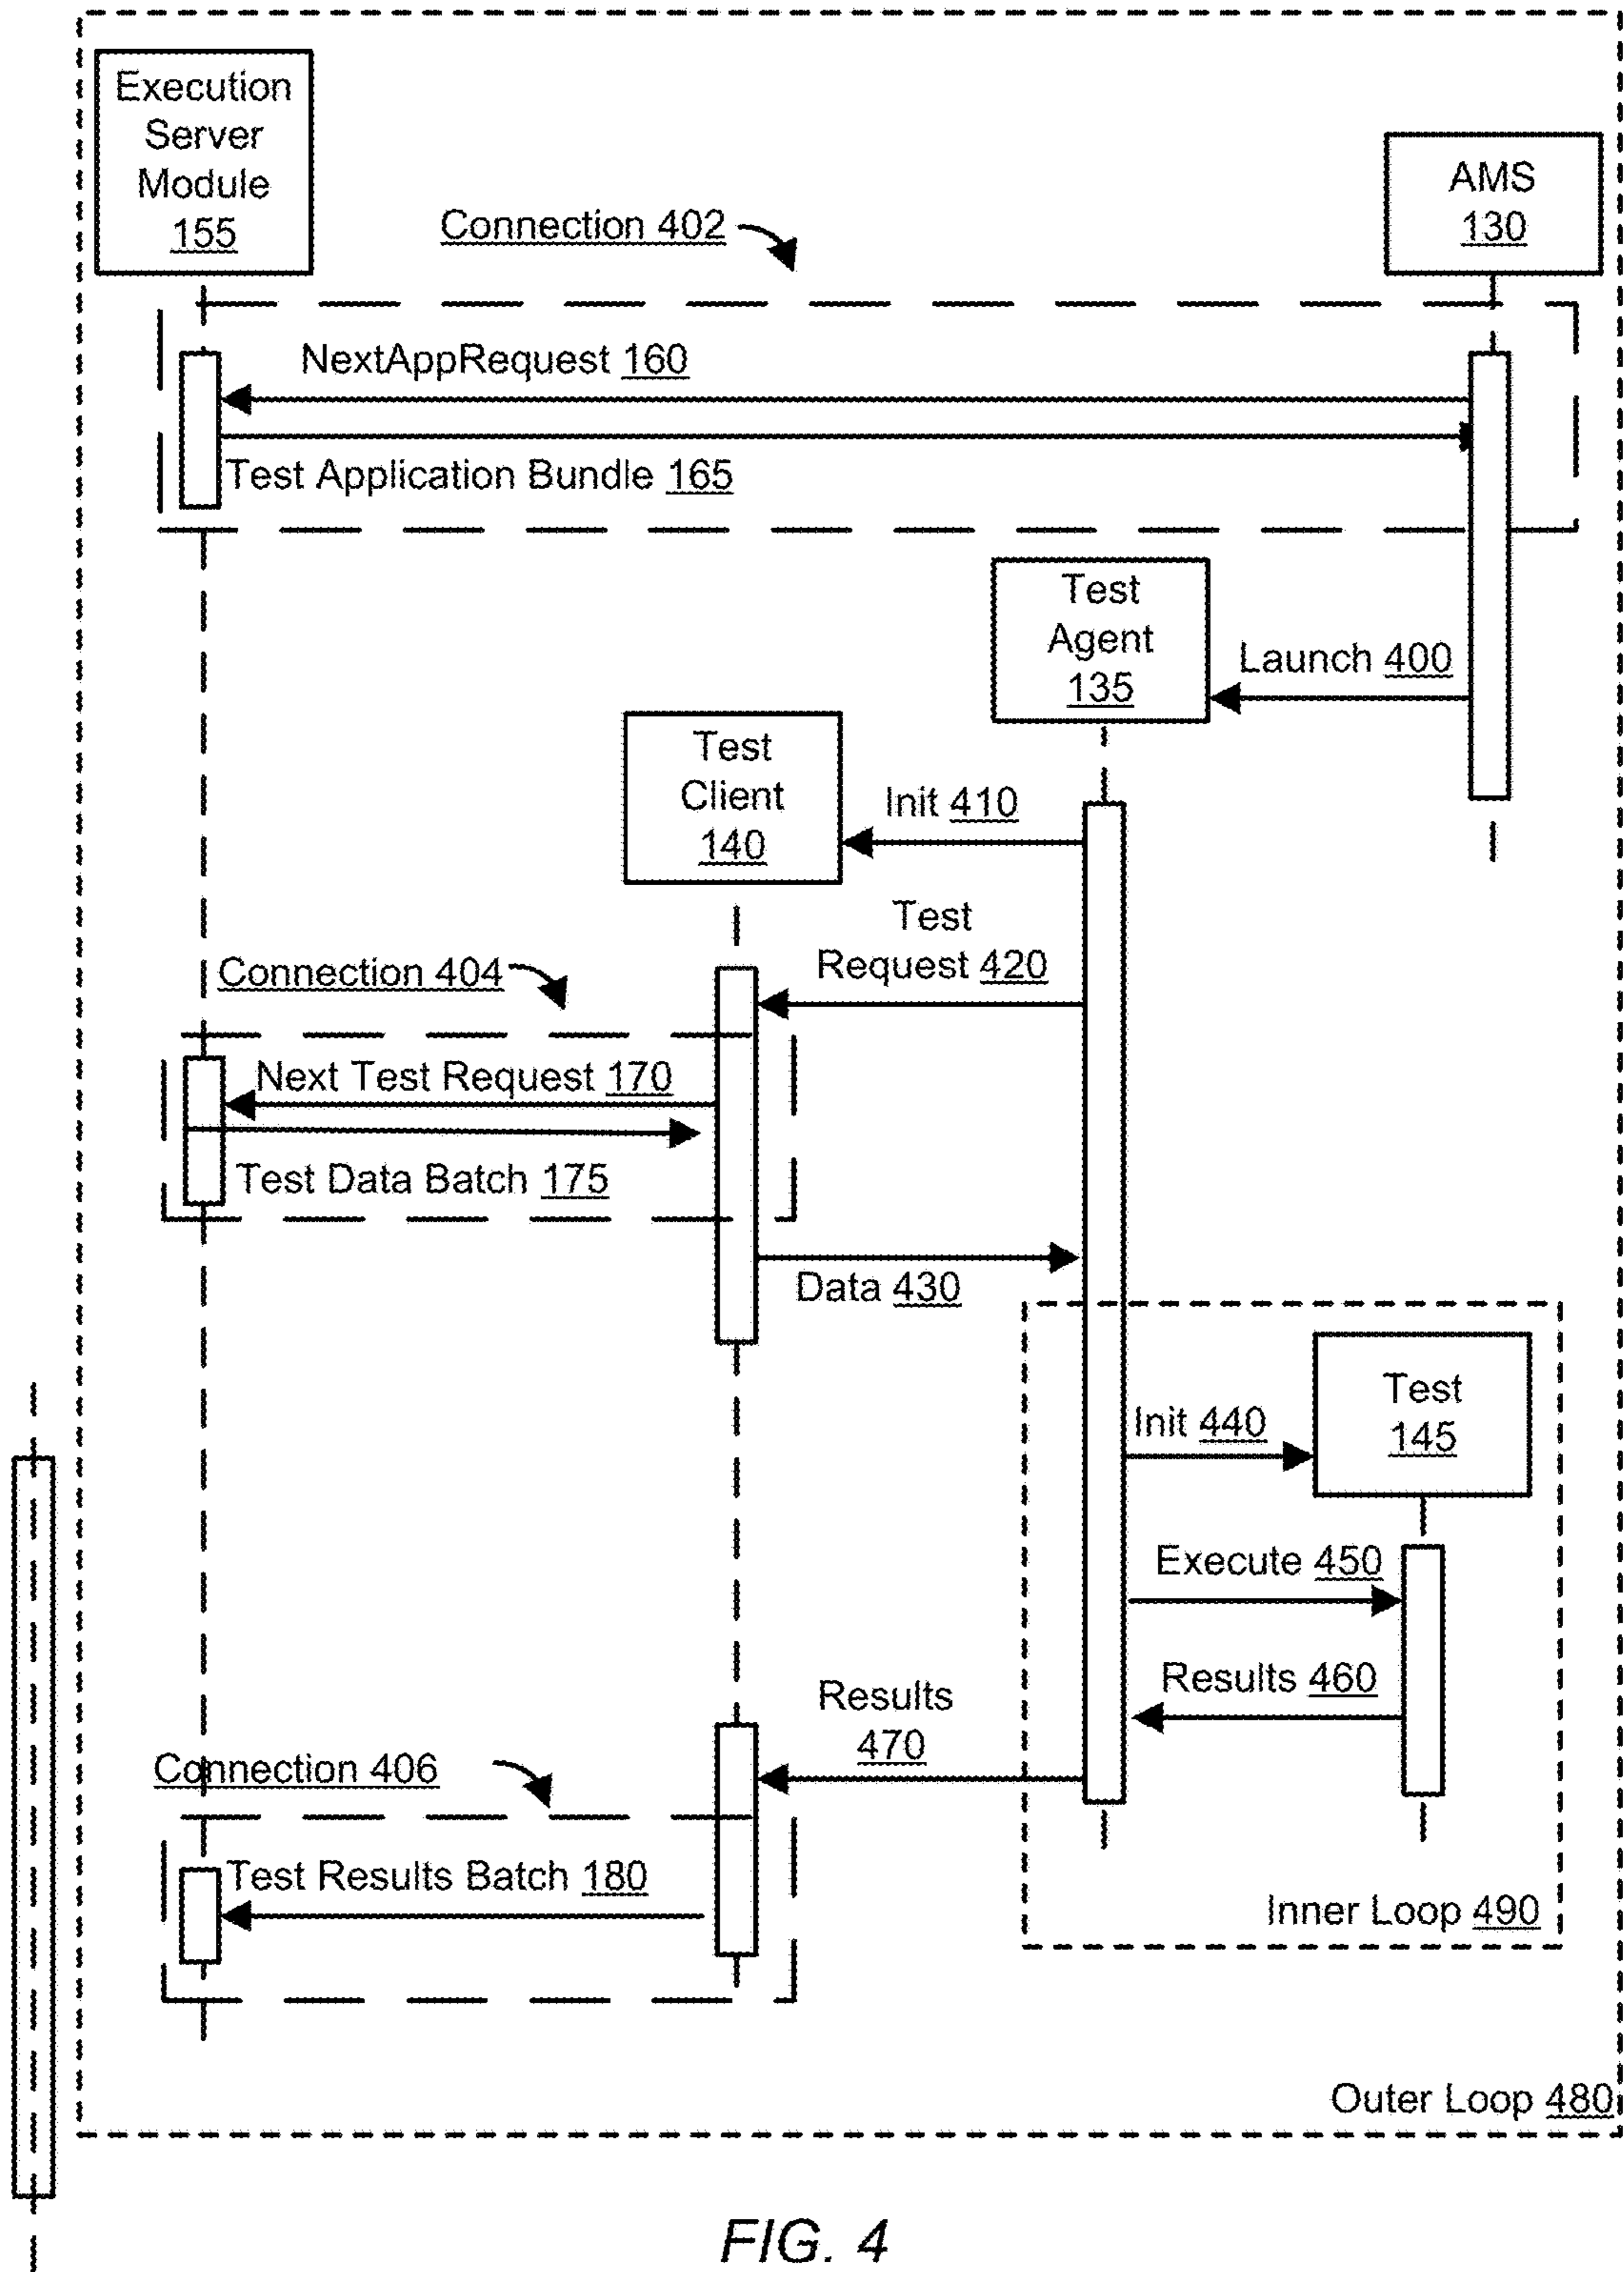 Execution
Server
Module
155
AMS
130
Connection 402
NextAppRequest 160
Test Application Bundle 165
Test
Agent
135
Launch 400
Test
Client
140
Init 410
Test
Request 420
Connection 404
Next Test Request 170
Test Data Batch 175
Data 430
Test
145
Init 440
Execute 450
Results 460
Results
470
Connection 406
Test Results Batch 180
Inner Loop 490
Outer Loop 480
FIG. 4